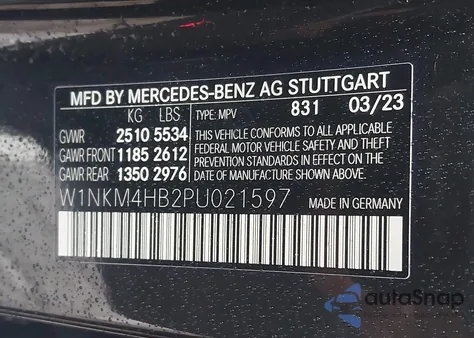 MFD BY MERCEDES-BENZ AG STUTTGART
KG LBS TYPE: MPV 831 03/23
GVWR 2510 5534
GAWR FRONT 1185 2612
GAWR REAR 1350 2976
THIS VEHICLE CONFORMS TO ALL APPLICABLE
FEDERAL MOTOR VEHICLE SAFETY AND THEFT
PREVENTION STANDARDS IN EFFECT ON THE
DATE OF MANUFACTURE SHOWN ABOVE.
W1NKM4HB2PU021597 MADE IN GERMANY
autoSnap